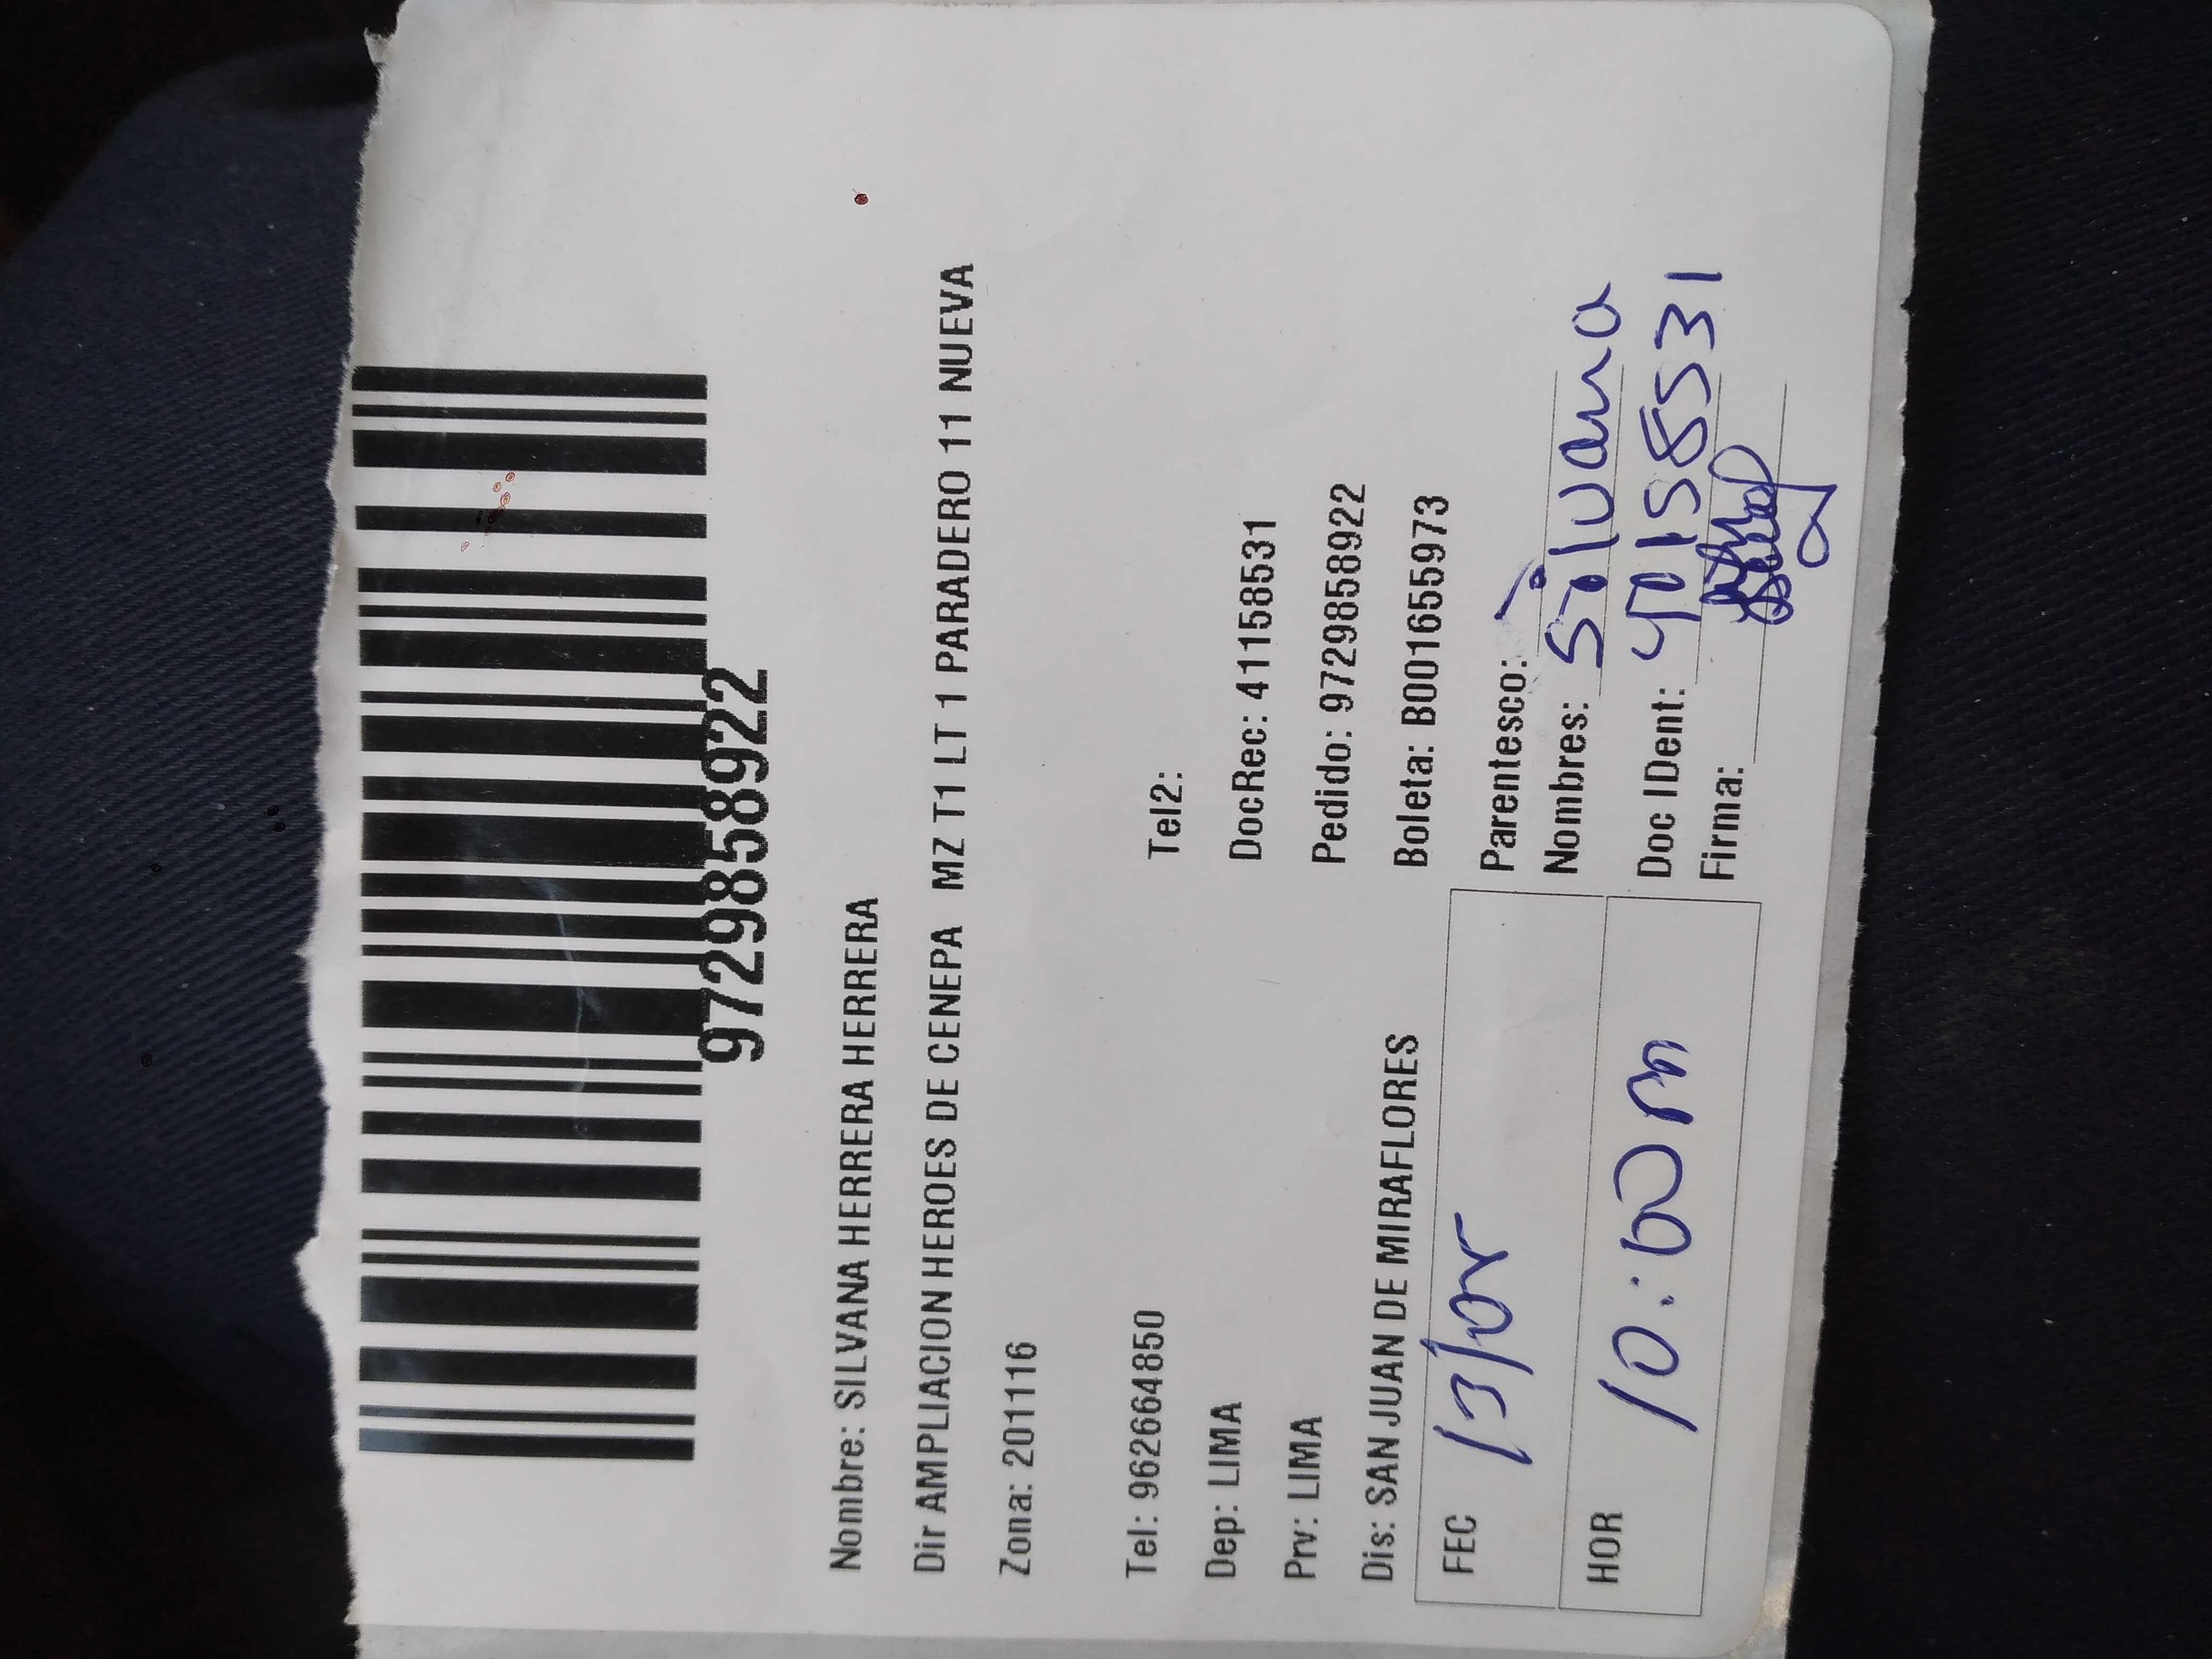 9729858922
Nombre: SILVANA HERRERA HERRERA
Dir AMPLIACION HEROES DE CENEPA MZ T1 LT 1 PARADERO 11 NUEVA
Zona: 201116
Tel: 962664850 Tel2:
Dep: LIMA DocRec: 41158531
Prv: LIMA Pedido: 9729858922
Dis: SAN JUAN DE MIRAFLORES Boleta: B001655973
Parentesco:
FEC Nombres: Silvana
Doc IDent:
HOR 10:00 m
Firma: